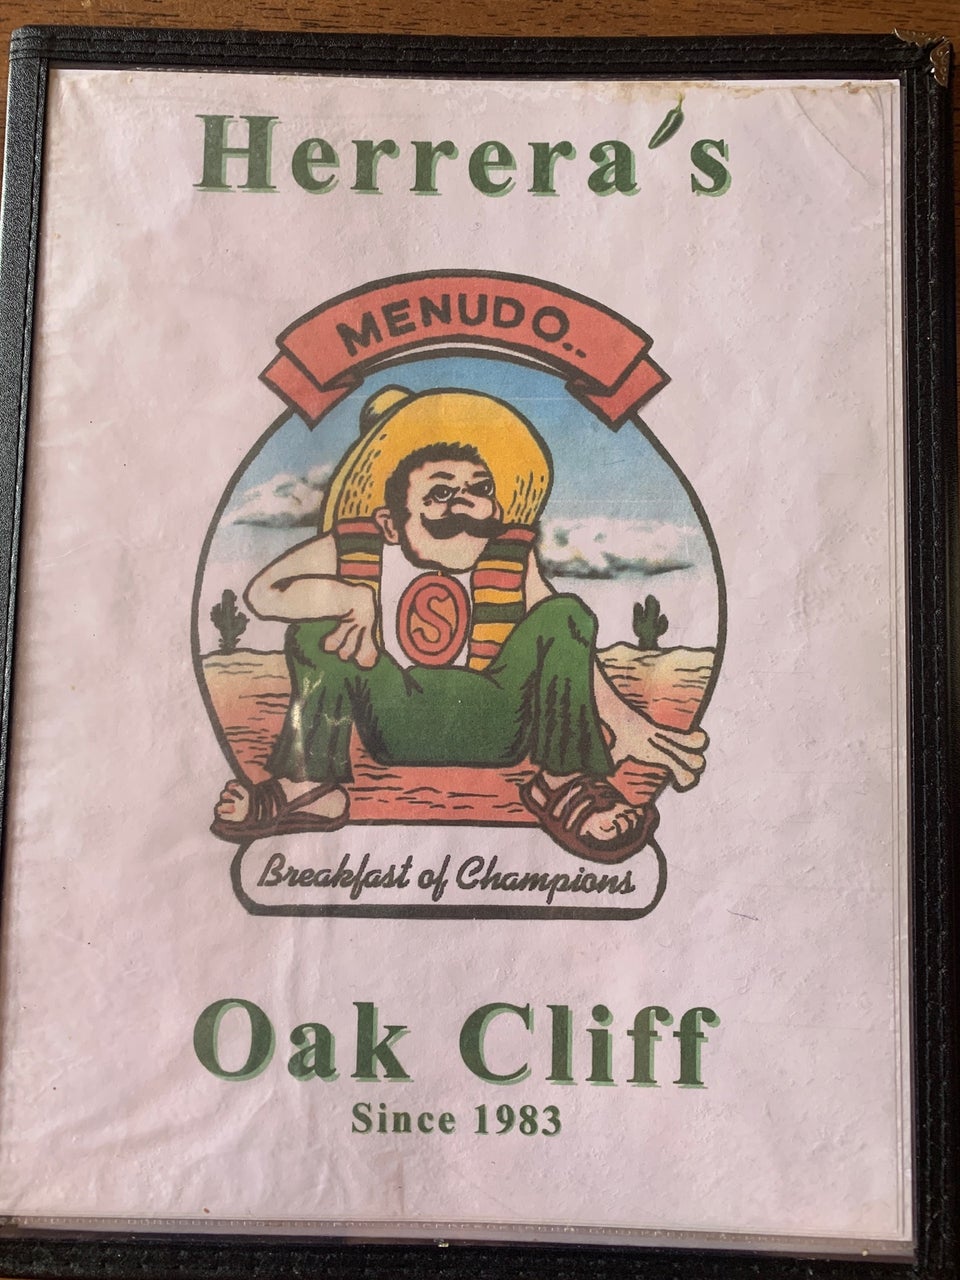 Herrera's
MENUDO..
S
Breakfast of Champions
Oak Cliff
Since 1983